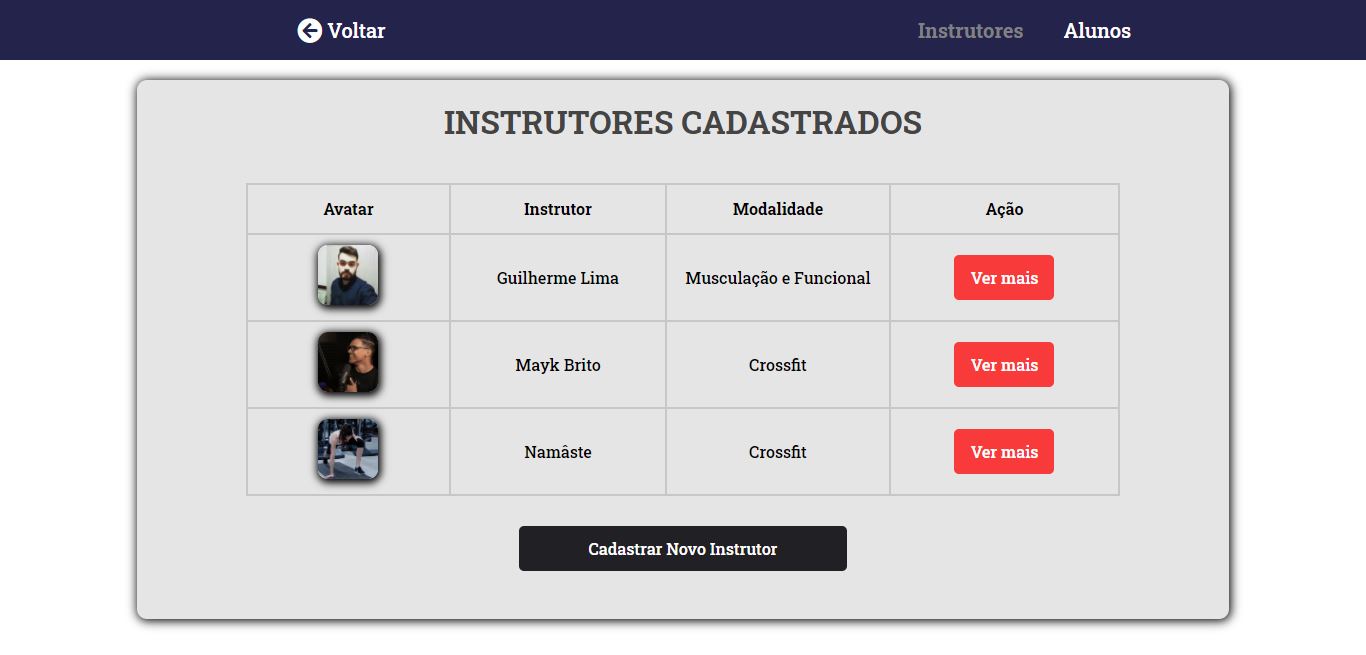 Voltar Instrutores Alunos
INSTRUTORES CADASTRADOS
Avatar Instrutor Modalidade Ação
Guilherme Lima Musculação e Funcional Ver mais
Mayk Brito Crossfit Ver mais
Namâste Crossfit Ver mais
Cadastrar Novo Instrutor